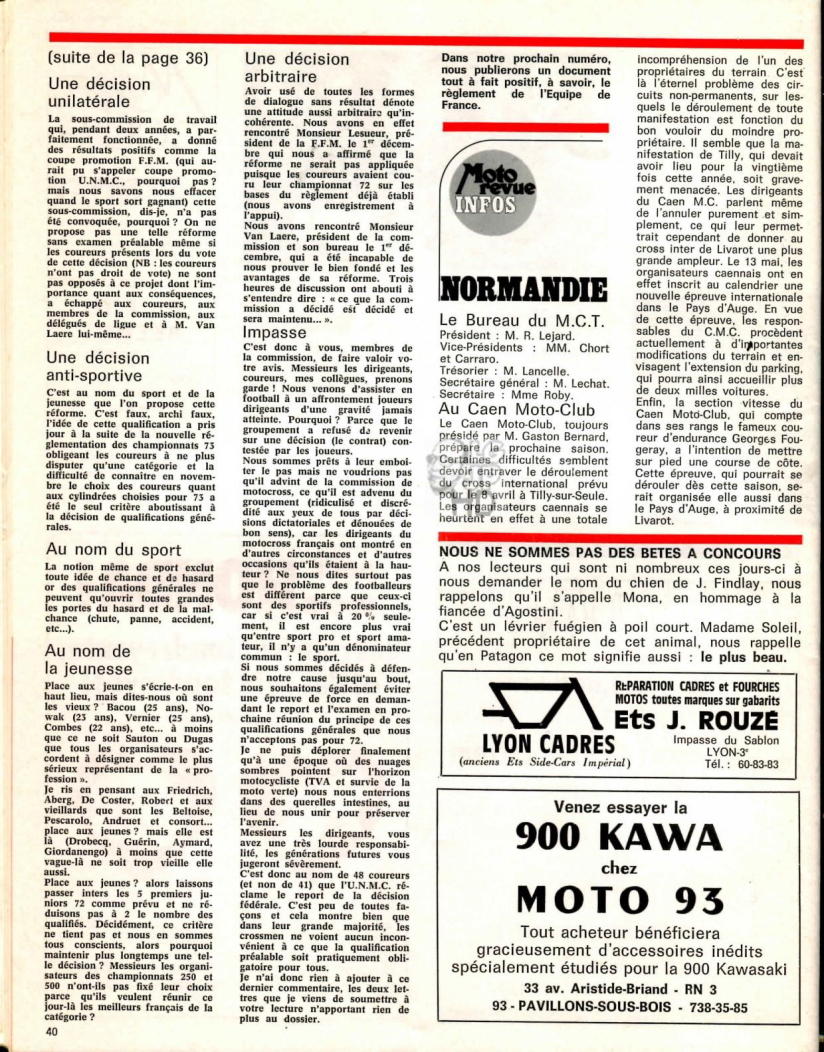 (suite de la page 36)
Une décision
unilatérale
La sous-commission de travail
qui, pendant deux années, a par-
faitement fonctionnée, a donné
des résultats positifs comme la
coupe promotion F.F.M. (qui au-
rait pu s'appeler coupe promo-
tion U.N.M.C., pourquoi pas ?
mais nous savons nous effacer
quand le sport sort gagnant) cette
sous-commission, dis-je, n'a pas
été convoquée, pourquoi ? On ne
propose pas une telle réforme
sans examen préalable même si
les coureurs présents lors du vote
de cette décision (NB : les coureurs
n'ont pas droit de vote) ne sont
pas opposés à ce projet dont l'im-
portance quant aux conséquences,
a échappé aux coureurs, aux
membres de la commission, aux
délégués de ligue et à M. Van
Laere lui-même...
Une décision
anti-sportive
C'est au nom du sport et de la
jeunesse que l'on propose cette
réforme. C'est faux, archi faux,
l'idée de cette qualification a pris
jour à la suite de la nouvelle ré-
glementation des championnats 73
obligeant les coureurs à ne plus
disputer qu'une catégorie et la
difficulté de connaître en novem-
bre le choix des coureurs quant
aux cylindrées choisies pour 73 a
été le seul critère aboutissant à
la décision de qualifications géné-
rales.
Au nom du sport
La notion même de sport exclut
toute idée de chance et de hasard
or des qualifications générales ne
peuvent qu'ouvrir toutes grandes
les portes du hasard et de la mal-
chance (chute, panne, accident,
etc...).
Au nom de
la jeunesse
Place aux jeunes s'écrie-t-on en
haut lieu, mais dites-nous où sont
les vieux ? Bacou (25 ans), No-
wak (23 ans), Vernier (25 ans),
Combes (22 ans), etc... à moins
que ce ne soit Sauton ou Dugas
que tous les organisateurs s'ac-
cordent à désigner comme le plus
sérieux représentant de la « pro-
fession ».
Je ris en pensant aux Friedrich,
Aberg, De Coster, Robert et aux
vieillards que sont les Beltoise,
Pescarolo, Andruet et consort...
place aux jeunes ? mais elle est
là (Drobecq, Guérin, Aymard,
Giordanengo) à moins que cette
vague-là ne soit trop vieille elle
aussi.
Place aux jeunes ? alors laissons
passer inters les 5 premiers ju-
niors 72 comme prévu et ne ré-
duisons pas à 2 le nombre des
qualifiés. Décidément, ce critère
ne tient pas et nous en sommes
tous conscients, alors pourquoi
maintenir plus longtemps une tel-
le décision ? Messieurs les organi-
sateurs des championnats 250 et
500 n'ont-ils pas fixé leur choix
parce qu'ils veulent réunir ce
jour-là les meilleurs français de la
catégorie ?
40
Une décision
arbitraire
Avoir usé de toutes les formes
de dialogue sans résultat dénote
une attitude aussi arbitraire qu'in-
cohérente. Nous avons en effet
rencontré Monsieur Lesueur, pré-
sident de la F.F.M. le 1er décem-
bre qui nous a affirmé que la
réforme ne serait pas appliquée
puisque les coureurs avaient cou-
ru leur championnat 72 sur les
bases du règlement déjà établi
(nous avons enregistrement à
l'appui).
Nous avons rencontré Monsieur
Van Laere, président de la com-
mission et son bureau le 1er dé-
cembre, qui a été incapable de
nous prouver le bien fondé et les
avantages de sa réforme. Trois
heures de discussion ont abouti à
s'entendre dire : « ce que la com-
mission a décidé est décidé et
sera maintenu... ».
Impasse
C'est donc à vous, membres de
la commission, de faire valoir vo-
tre avis. Messieurs les dirigeants,
coureurs, mes collègues, prenons
garde ! Nous venons d'assister en
football à un affrontement joueurs
dirigeants d'une gravité jamais
atteinte. Pourquoi ? Parce que le
groupement a refusé de revenir
sur une décision (le contrat) con-
testée par les joueurs.
Nous sommes prêts à leur emboi-
ter le pas mais ne voudrions pas
qu'il advint de la commission de
motocross, ce qu'il est advenu du
groupement (ridiculisé et discré-
dité aux yeux de tous par déci-
sions dictatoriales et dénouées de
bon sens), car les dirigeants du
motocross français ont montré en
d'autres circonstances et d'autres
occasions qu'ils étaient à la hau-
teur ? Ne nous dites surtout pas
que le problème des footballeurs
est différent parce que ceux-ci
sont des sportifs professionnels,
car si c'est vrai à 20 % seule-
ment, il est encore plus vrai
qu'entre sport pro et sport ama-
teur, il n'y a qu'un dénominateur
commun : le sport.
Si nous sommes décidés à défen-
dre notre cause jusqu'au bout,
nous souhaitons également éviter
une épreuve de force en deman-
dant le report et l'examen en pro-
chaine réunion du principe de ces
qualifications générales que nous
n'acceptons pas pour 72.
Je ne puis déplorer finalement
qu'à une époque où des nuages
sombres pointent sur l'horizon
motocycliste (TVA et survie de la
moto verte) nous nous enterrions
dans des querelles intestines, au
lieu de nous unir pour préserver
l'avenir.
Messieurs les dirigeants, vous
avez une très lourde responsabi-
lité, les générations futures vous
jugeront sévèrement.
C'est donc au nom de 48 coureurs
(et non de 41) que l'U.N.M.C. ré-
clame le report de la décision
fédérale. C'est peu de toutes fa-
çons et cela montre bien que
dans leur grande majorité, les
crossmen ne voient aucun incon-
vénient à ce que la qualification
préalable soit pratiquement obli-
gatoire pour tous.
Je n'ai donc rien à ajouter à ce
dernier commentaire, les deux let-
tres que je viens de soumettre à
votre lecture n'apportant rien de
plus au dossier.
Dans notre prochain numéro,
nous publierons un document
tout à fait positif, à savoir, le
règlement de l'Equipe de
France.
Moto
revue
INFOS
NORMANDIE
Le Bureau du M.C.T.
Président : M. R. Lejard.
Vice-Présidents : MM. Chort
et Carraro.
Trésorier : M. Lancelle.
Secrétaire général : M. Lechat.
Secrétaire : Mme Roby.
Au Caen Moto-Club
Le Caen Moto-Club, toujours
présidé par M. Gaston Bernard,
prépare la prochaine saison.
Certaines difficultés semblent
devoir entraver le déroulement
du cross international prévu
pour le 8 avril à Tilly-sur-Seule.
Les organisateurs caennais se
heurtent en effet à une totale
incompréhension de l'un des
propriétaires du terrain C'est
là l'éternel problème des cir-
cuits non-permanents, sur les-
quels le déroulement de toute
manifestation est fonction du
bon vouloir du moindre pro-
priétaire. Il semble que la ma-
nifestation de Tilly, qui devait
avoir lieu pour la vingtième
fois cette année, soit grave-
ment menacée. Les dirigeants
du Caen M.C. parlent même
de l'annuler purement et sim-
plement, ce qui leur permet-
trait cependant de donner au
cross inter de Livarot une plus
grande ampleur. Le 13 mai, les
organisateurs caennais ont en
effet inscrit au calendrier une
nouvelle épreuve internationale
dans le Pays d'Auge. En vue
de cette épreuve, les respon-
sables du C.M.C. procèdent
actuellement à d'importantes
modifications du terrain et en-
visagent l'extension du parking,
qui pourra ainsi accueillir plus
de deux milles voitures.
Enfin, la section vitesse du
Caen Moto-Club, qui compte
dans ses rangs le fameux cou-
reur d'endurance Georges Fou-
geray, a l'intention de mettre
sur pied une course de côte.
Cette épreuve, qui pourrait se
dérouler dès cette saison, se-
rait organisée elle aussi dans
le Pays d'Auge, à proximité de
Livarot.
NOUS NE SOMMES PAS DES BETES A CONCOURS
A nos lecteurs qui sont ni nombreux ces jours-ci à
nous demander le nom du chien de J. Findlay, nous
rappelons qu'il s'appelle Mona, en hommage à la
fiancée d'Agostini.
C'est un lévrier fuégien à poil court. Madame Soleil,
précédent propriétaire de cet animal, nous rappelle
qu'en Patagon ce mot signifie aussi : le plus beau.
LYON CADRES
(anciens Ets Side-Cars Impérial)
RÉPARATION CADRES et FOURCHES
MOTOS toutes marques sur gabarits
Ets J. ROUZÉ
Impasse du Sablon
LYON-3e
Tél. : 60-83-83
Venez essayer la
900 KAWA
chez
MOTO 93
Tout acheteur bénéficiera
gracieusement d'accessoires inédits
spécialement étudiés pour la 900 Kawasaki
33 av. Aristide-Briand - RN 3
93 - PAVILLONS-SOUS-BOIS - 738-35-85